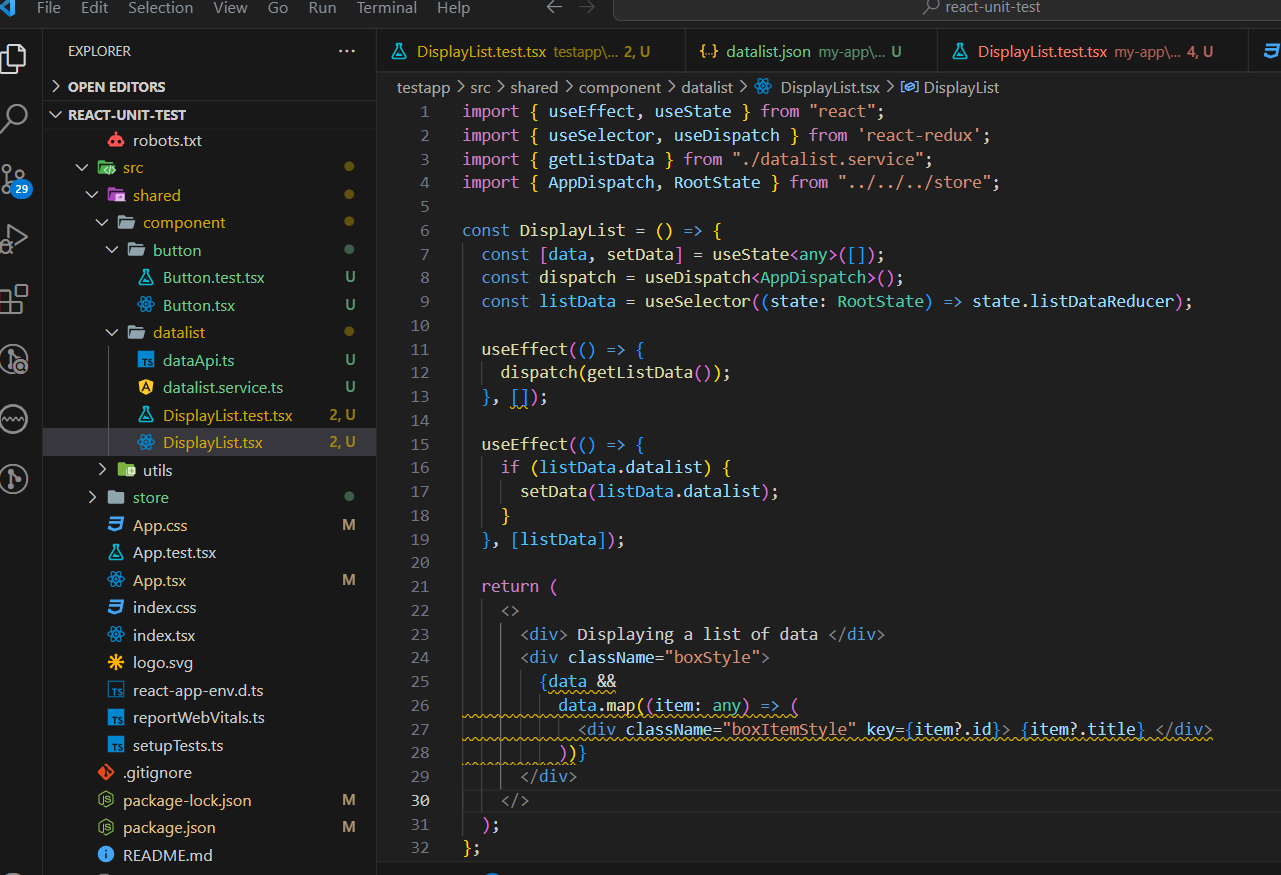 File Edit Selection View Go Run Terminal Help
react-unit-test
EXPLORER ...
DisplayList.test.tsx testapp\... 2, U
datalist.json my-app\... U
DisplayList.test.tsx my-app\... 4, U
OPEN EDITORS
REACT-UNIT-TEST
robots.txt
src
shared
component
button
Button.test.tsx U
Button.tsx U
datalist
dataApi.ts U
datalist.service.ts U
DisplayList.test.tsx 2, U
DisplayList.tsx 2, U
utils
store
App.css M
App.test.tsx
App.tsx M
index.css
index.tsx
logo.svg
react-app-env.d.ts
reportWebVitals.ts
setupTests.ts
.gitignore
package-lock.json M
package.json M
README.md
29
testapp > src > shared > component > datalist > DisplayList.tsx > DisplayList
1 import { useEffect, useState } from "react";
2 import { useSelector, useDispatch } from 'react-redux';
3 import { getListData } from "./datalist.service";
4 import { AppDispatch, RootState } from "../../../store";
5
6 const DisplayList = () => {
7 const [data, setData] = useState<any>([]);
8 const dispatch = useDispatch<AppDispatch>();
9 const listData = useSelector((state: RootState) => state.listDataReducer);
10
11 useEffect(() => {
12 dispatch(getListData());
13 }, []);
14
15 useEffect(() => {
16 if (listData.datalist) {
17 setData(listData.datalist);
18 }
19 }, [listData]);
20
21 return (
22 <>
23 <div> Displaying a list of data </div>
24 <div className="boxStyle">
25 {data &&
26 data.map((item: any) => (
27 <div className="boxItemStyle" key={item?.id}> {item?.title} </div>
28 ))}
29 </div>
30 </>
31 );
32 };